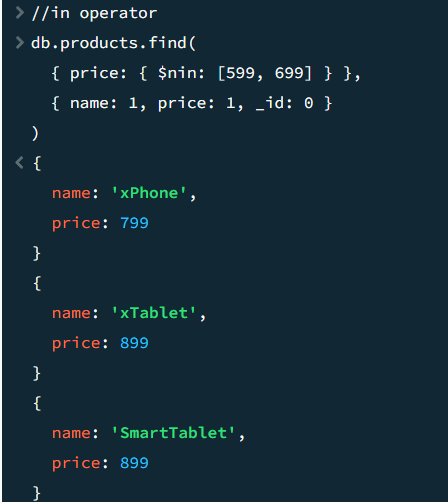 > //in operator
> db.products.find(
{ price: { $nin: [599, 699] } },
{ name: 1, price: 1, _id: 0 }
)
< {
name: 'xPhone',
price: 799
}
{
name: 'xTablet',
price: 899
}
{
name: 'SmartTablet',
price: 899
}